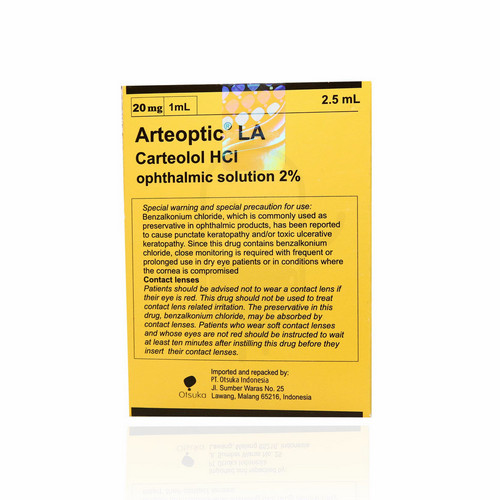 20 mg 1mL 2.5 mL
Arteoptic® LA
Carteolol HCl
ophthalmic solution 2%
Special warning and special precaution for use:
Benzalkonium chloride, which is commonly used as
preservative in ophthalmic products, has been reported
to cause punctate keratopathy and/or toxic ulcerative
keratopathy. Since this drug contains benzalkonium
chloride, close monitoring is required with frequent or
prolonged use in dry eye patients or in conditions where
the cornea is compromised
Contact lenses
Patients should be advised not to wear a contact lens if
their eye is red. This drug should not be used to treat
contact lens related irritation. The preservative in this
drug, benzalkonium chloride, may be absorbed by
contact lenses. Patients who wear soft contact lenses
and whose eyes are not red should be instructed to wait
at least ten minutes after instilling this drug before they
insert their contact lenses.
Imported and repacked by:
PT. Otsuka Indonesia
Jl. Sumber Waras No. 25
Lawang, Malang 65216, Indonesia
Otsuka